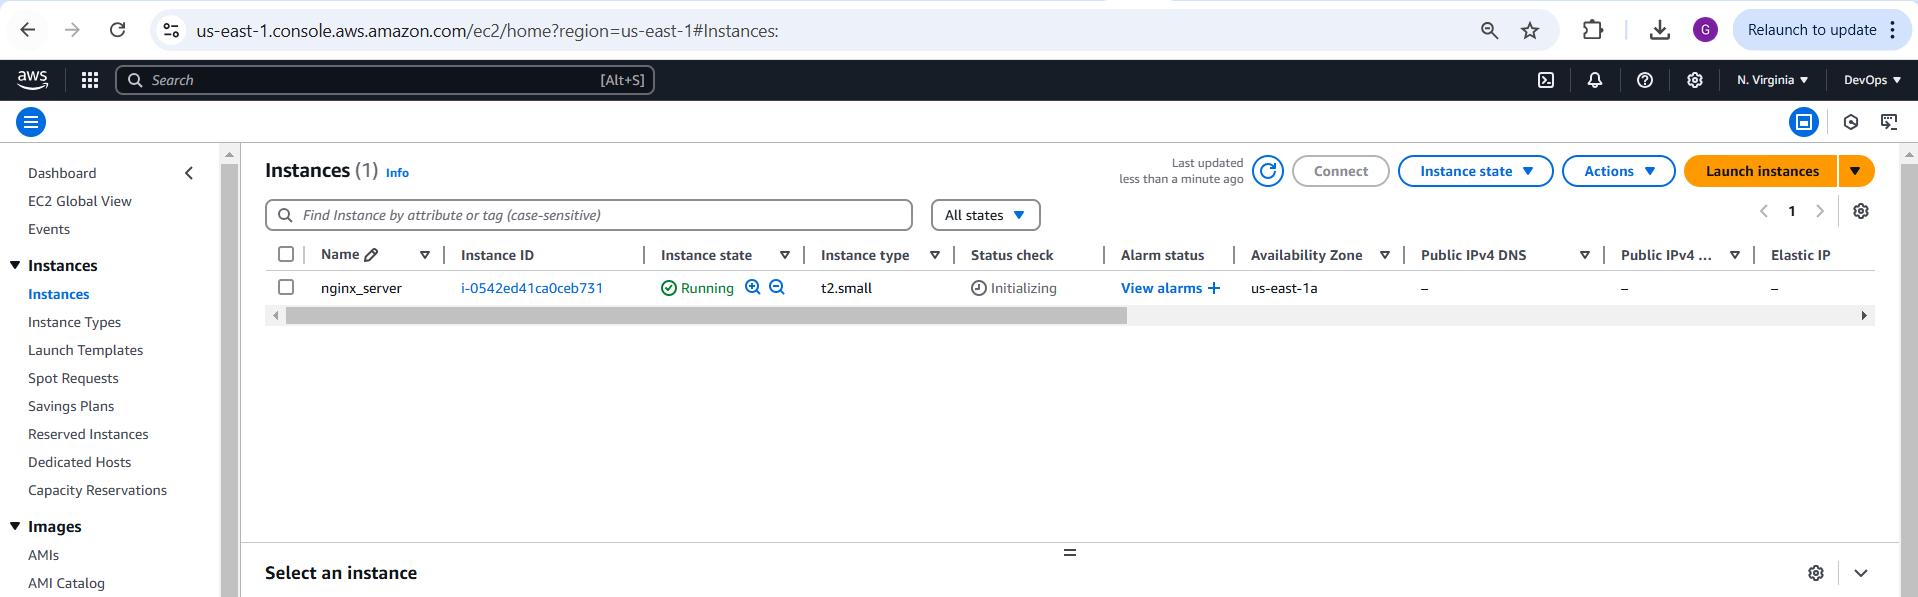 us-east-1.console.aws.amazon.com/ec2/home?region=us-east-1#Instances:
G
Relaunch to update
aws
Search
[Alt+S]
N. Virginia
DevOps
Dashboard
EC2 Global View
Events
Instances
Instances
Instance Types
Launch Templates
Spot Requests
Savings Plans
Reserved Instances
Dedicated Hosts
Capacity Reservations
Images
AMIs
AMI Catalog
Instances (1) Info
Last updated
less than a minute ago
Connect
Instance state
Actions
Launch instances
Find Instance by attribute or tag (case-sensitive)
All states
1
Name Instance ID Instance state Instance type Status check Alarm status Availability Zone Public IPv4 DNS Public IPv4 ... Elastic IP
nginx_server i-0542ed41ca0ceb731 Running t2.small Initializing View alarms + us-east-1a – – –
Select an instance